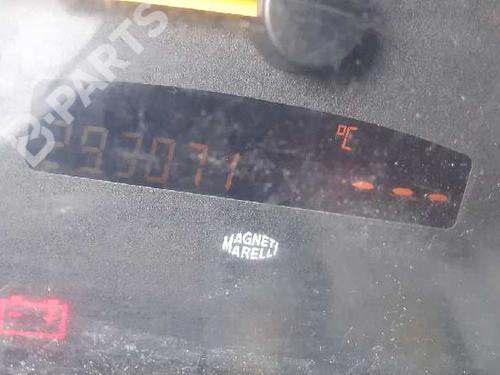 B-PARTS
293071
°C
---
MAGNETI
MARELLI